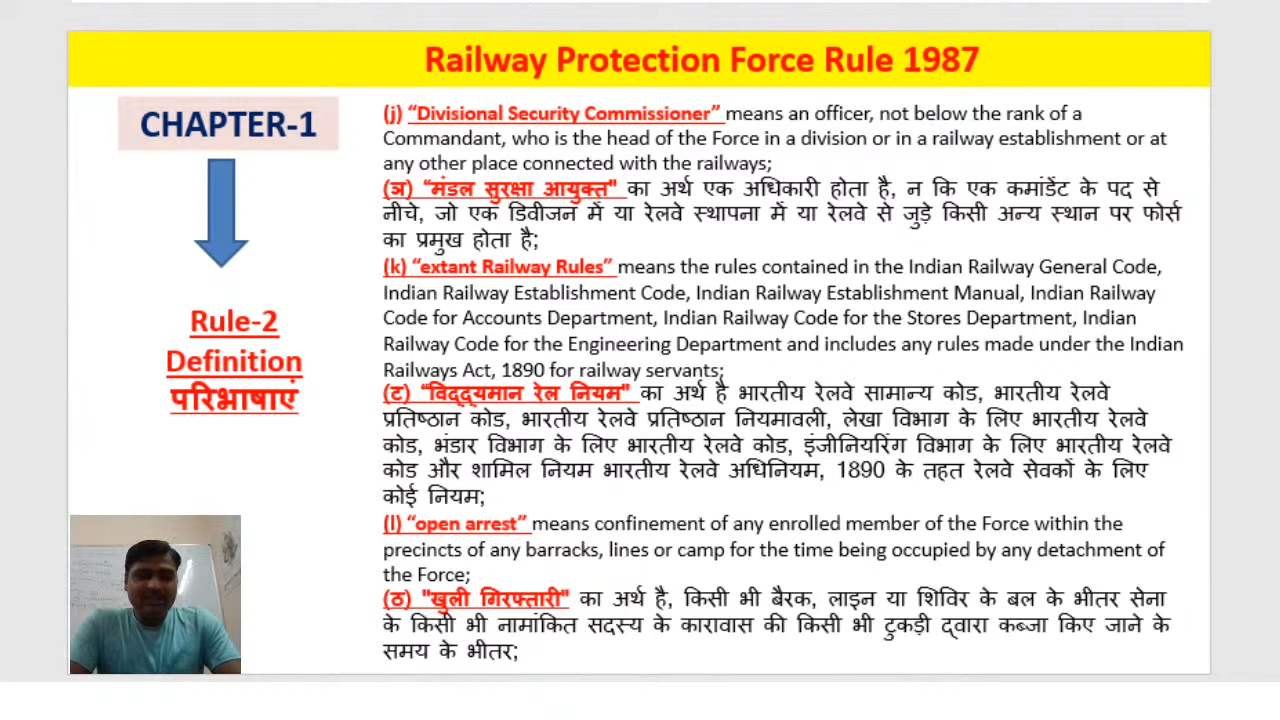 Railway Protection Force Rule 1987
CHAPTER-1
Rule-2
Definition
परिभाषाएं
(j) “Divisional Security Commissioner” means an officer, not below the rank of a
Commandant, who is the head of the Force in a division or in a railway establishment or at
any other place connected with the railways;
(ञ) “मंडल सुरक्षा आयुक्त" का अर्थ एक अधिकारी होता है, न कि एक कमांडेंट के पद से
नीचे, जो एक डिवीजन में या रेलवे स्थापना में या रेलवे से जुड़े किसी अन्य स्थान पर फोर्स
का प्रमुख होता है;
(k) “extant Railway Rules” means the rules contained in the Indian Railway General Code,
Indian Railway Establishment Code, Indian Railway Establishment Manual, Indian Railway
Code for Accounts Department, Indian Railway Code for the Stores Department, Indian
Railway Code for the Engineering Department and includes any rules made under the Indian
Railways Act, 1890 for railway servants;
(ट) “विद्द्यमान रेल नियम" का अर्थ है भारतीय रेलवे सामान्य कोड, भारतीय रेलवे
प्रतिष्ठान कोड, भारतीय रेलवे प्रतिष्ठान नियमावली, लेखा विभाग के लिए भारतीय रेलवे
कोड, भंडार विभाग के लिए भारतीय रेलवे कोड, इंजीनियरिंग विभाग के लिए भारतीय रेलवे
कोड और शामिल नियम भारतीय रेलवे अधिनियम, 1890 के तहत रेलवे सेवकों के लिए
कोई नियम;
(l) “open arrest” means confinement of any enrolled member of the Force within the
precincts of any barracks, lines or camp for the time being occupied by any detachment of
the Force;
(ठ) "खुली गिरफ्तारी" का अर्थ है, किसी भी बैरक, लाइन या शिविर के बल के भीतर सेना
के किसी भी नामांकित सदस्य के कारावास की किसी भी टुकड़ी द्वारा कब्जा किए जाने के
समय के भीतर;